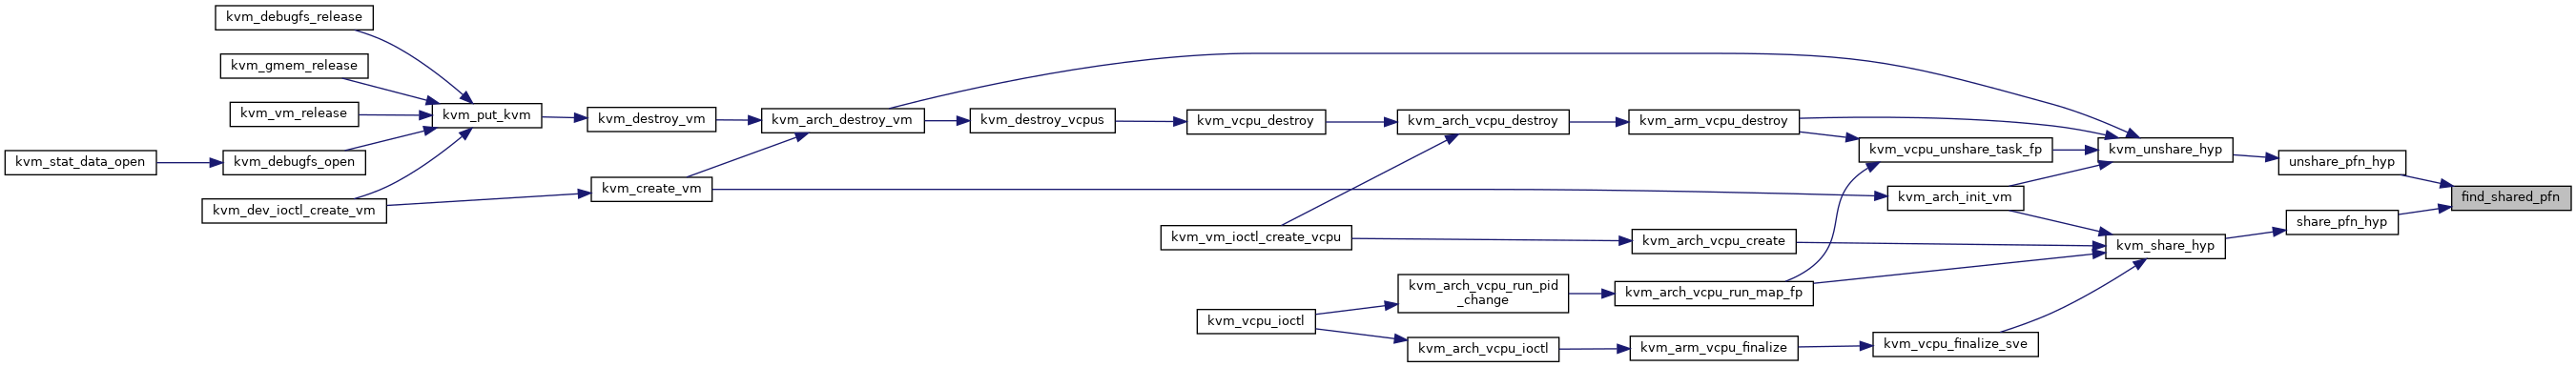 kvm_debugfs_release
kvm_gmem_release
kvm_vm_release
kvm_put_kvm
kvm_destroy_vm
kvm_arch_destroy_vm
kvm_destroy_vcpus
kvm_vcpu_destroy
kvm_arch_vcpu_destroy
kvm_arm_vcpu_destroy
kvm_vcpu_unshare_task_fp
kvm_unshare_hyp
unshare_pfn_hyp
kvm_stat_data_open
kvm_debugfs_open
kvm_create_vm
kvm_arch_init_vm
find_shared_pfn
kvm_dev_ioctl_create_vm
share_pfn_hyp
kvm_vm_ioctl_create_vcpu
kvm_arch_vcpu_create
kvm_share_hyp
kvm_arch_vcpu_run_pid
_change
kvm_arch_vcpu_run_map_fp
kvm_vcpu_ioctl
kvm_arch_vcpu_ioctl
kvm_arm_vcpu_finalize
kvm_vcpu_finalize_sve